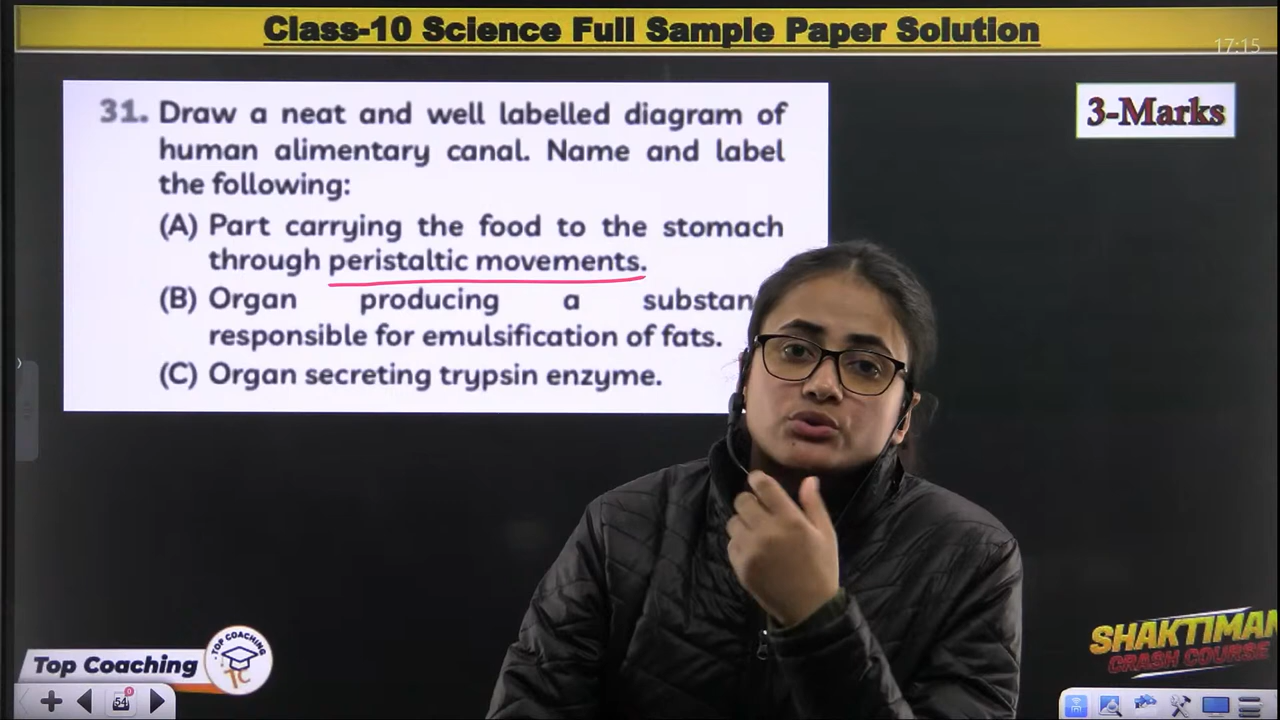 Class-10 Science Full Sample Paper Solution
17:15
3-Marks
31. Draw a neat and well labelled diagram of
human alimentary canal. Name and label
the following:
(A) Part carrying the food to the stomach
through peristaltic movements.
(B) Organ producing a substan
responsible for emulsification of fats.
(C) Organ secreting trypsin enzyme.
Top Coaching
TOP COACHING
TC
SHAKTIMAN
CRASH COURSE
54
0